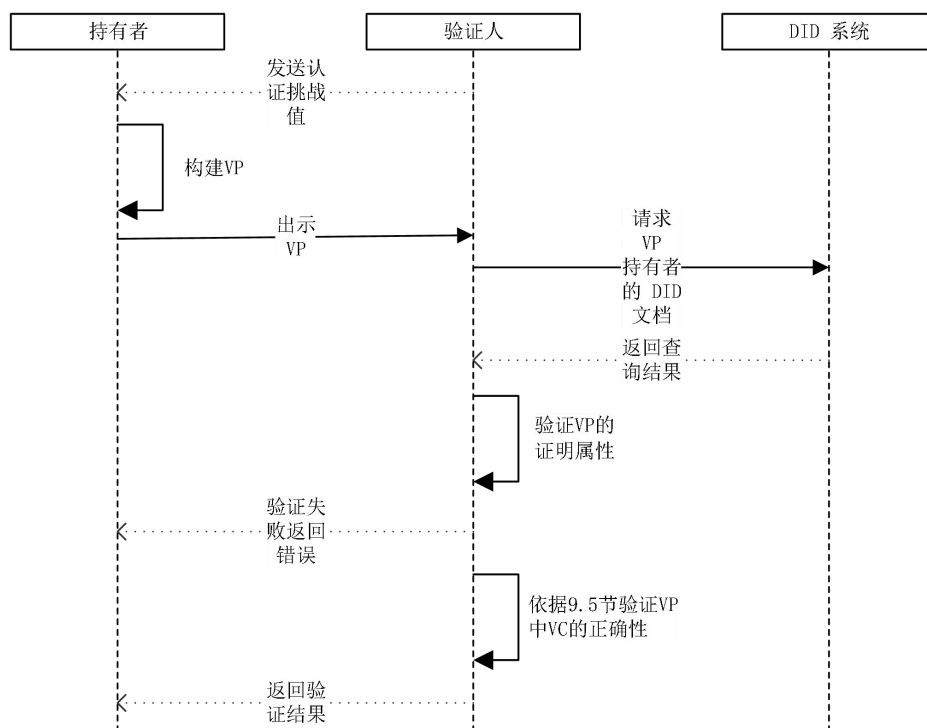 持有者
验证人
DID 系统
发送认
证挑战
值
构建VP
出示
VP
请求
VP
持有者
的 DID
文档
返回查
询结果
验证VP的
证明属性
验证失
败返回
错误
依据9.5节验证VP
中VC的正确性
返回验
证结果